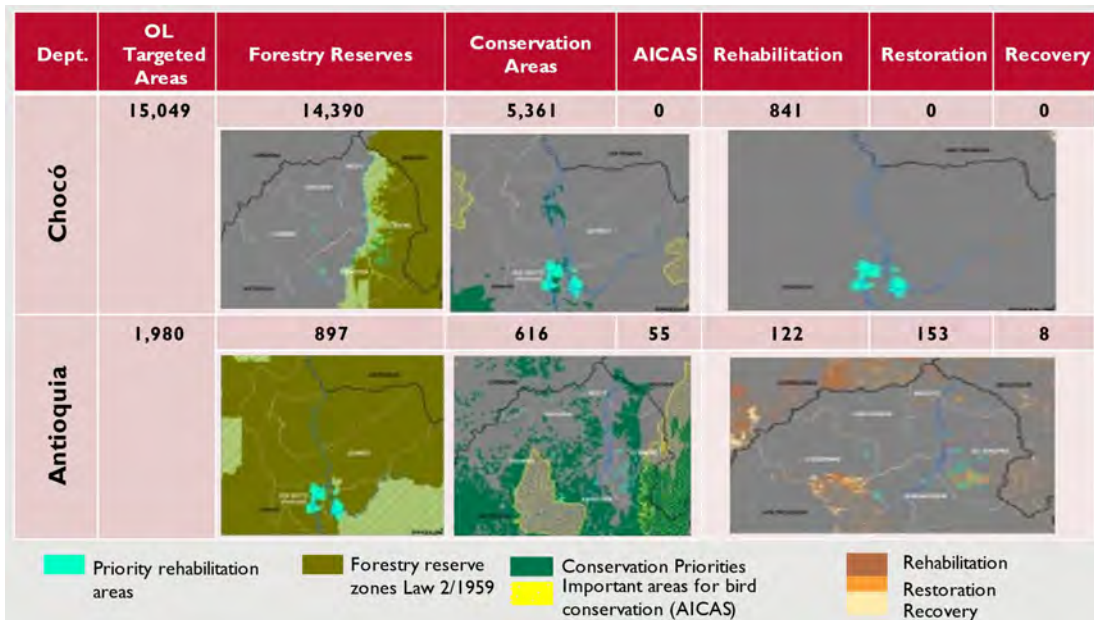 Dept.
OL
Targeted
Areas
Forestry Reserves
Conservation
Areas
AICAS
Rehabilitation
Restoration
Recovery
Chocó
15,049
14,390
5,361
0
841
0
0
Antioquia
1,980
897
616
55
122
153
8
Priority rehabilitation
areas
Forestry reserve
zones Law 2/1959
Conservation Priorities
Important areas for bird
conservation (AICAS)
Rehabilitation
Restoration
Recovery